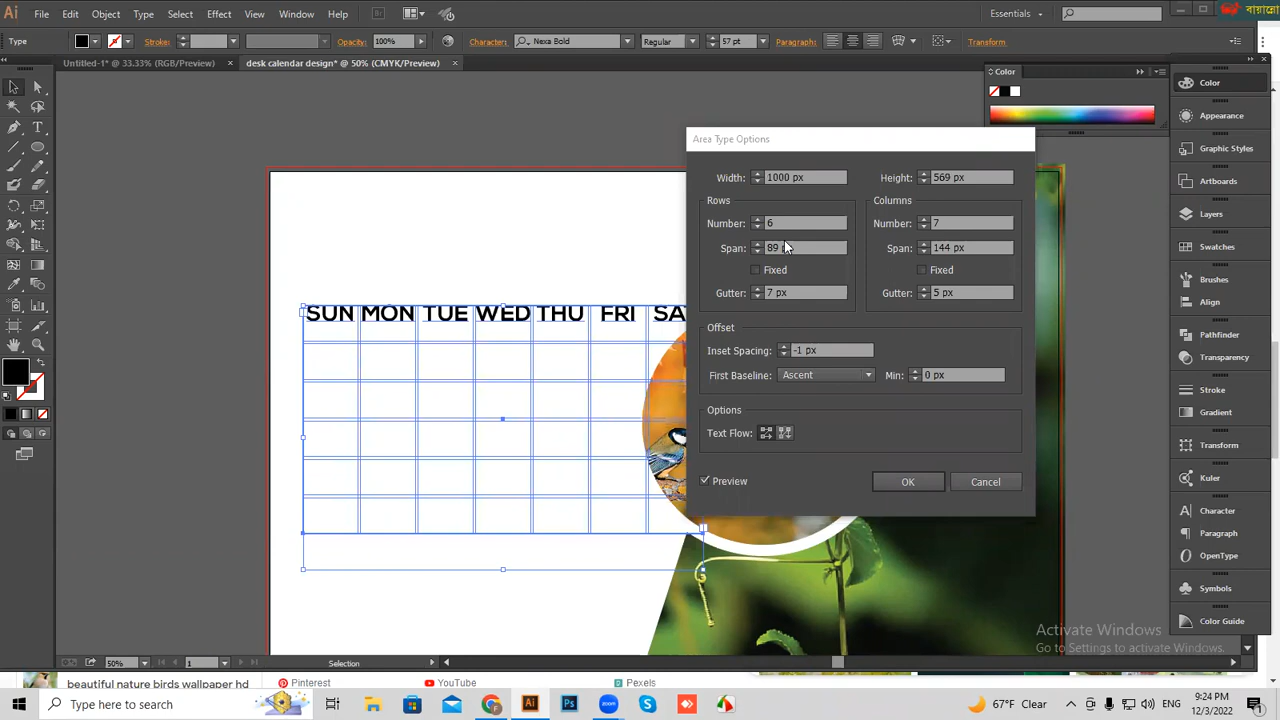 Ai File Edit Object Type Select Effect Window Help Br Essentials বায়ান্নো
Type Stroke: Opacity: 100% Character: Nexa Bold Regular 57 pt Paragraph: Transform
Untitled-1* @ 33.33% (RGB/Preview) × desk calendar design* @ 50% (CMYK/Preview) ×
Color
Color
Appearance
Graphic Styles
Artboards
Layers
Swatches
Brushes
Align
Pathfinder
Transparency
Stroke
Gradient
Transform
Kuler
Character
Paragraph
OpenType
Symbols
Color Guide
Area Type Options
Width: 1000 px Height: 569 px
Rows Columns
Number: 6 Number: 7
Span: 89 Span: 144 px
Fixed Fixed
Gutter: 7 px Gutter: 5 px
Offset
Inset Spacing: -1 px
First Baseline: Ascent Min: 0 px
Options
Text Flow:
Preview OK Cancel
SUN MON TUE WED THU FRI SA
Activate Windows
Go to Settings to activate Windows.
50% 1 Selection
beautiful nature birds wallpaper hd Pinterest YouTube Pexels
Type here to search
67°F Clear
9:24 PM
12/3/2022